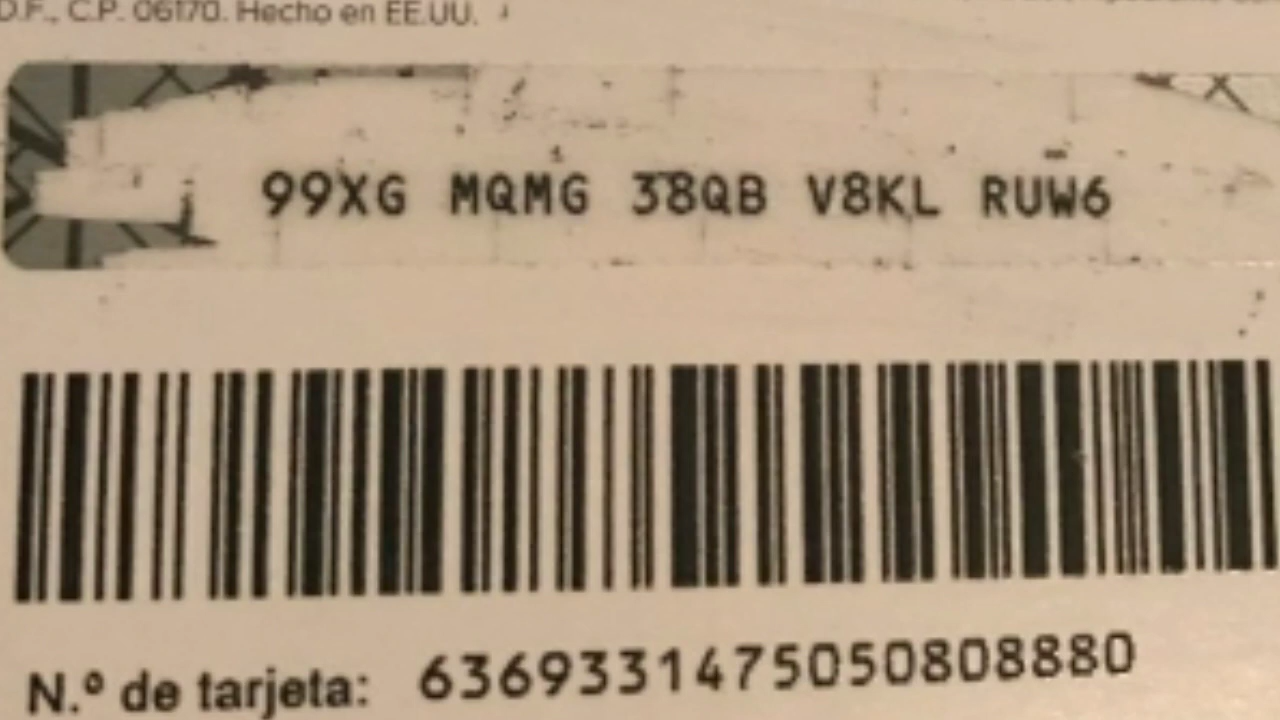 D.F., C.P. 06170. Hecho en EE.UU.
99XG MQMG 38QB V8KL RUW6
N.º de tarjeta: 6369331475050808880